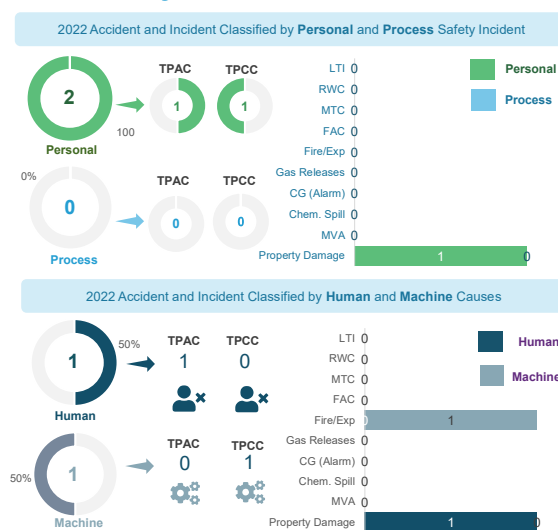 2022 Accident and Incident Classified by Personal and Process Safety Incident
2
100
Personal
TPAC
1
TPCC
1
0%
0
Process
TPAC
0
TPCC
0
LTI 0
RWC 0
MTC 0
FAC 0
Fire/Exp 0
Gas Releases 0
CG (Alarm) 0
Chem. Spill 0
MVA 0
Property Damage 1 0
Personal
Process
2022 Accident and Incident Classified by Human and Machine Causes
1
50%
Human
TPAC
1
TPCC
0
1
50%
Machine
TPAC
0
TPCC
1
LTI 0
RWC 0
MTC 0
FAC 0
Fire/Exp 0 1
Gas Releases 0
CG (Alarm) 0
Chem. Spill 0
MVA 0
Property Damage 1 0
Human
Machine